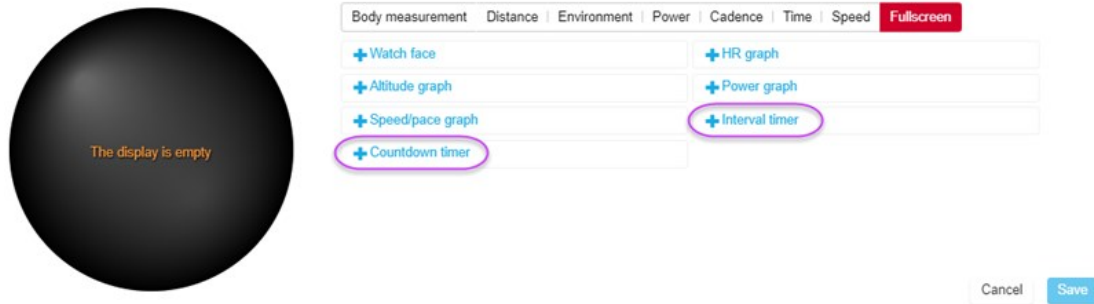 Body measurement Distance Environment Power Cadence Time Speed Fullscreen
Watch face HR graph
Altitude graph Power graph
Speed/pace graph Interval timer
The display is empty
Countdown timer
Cancel Save